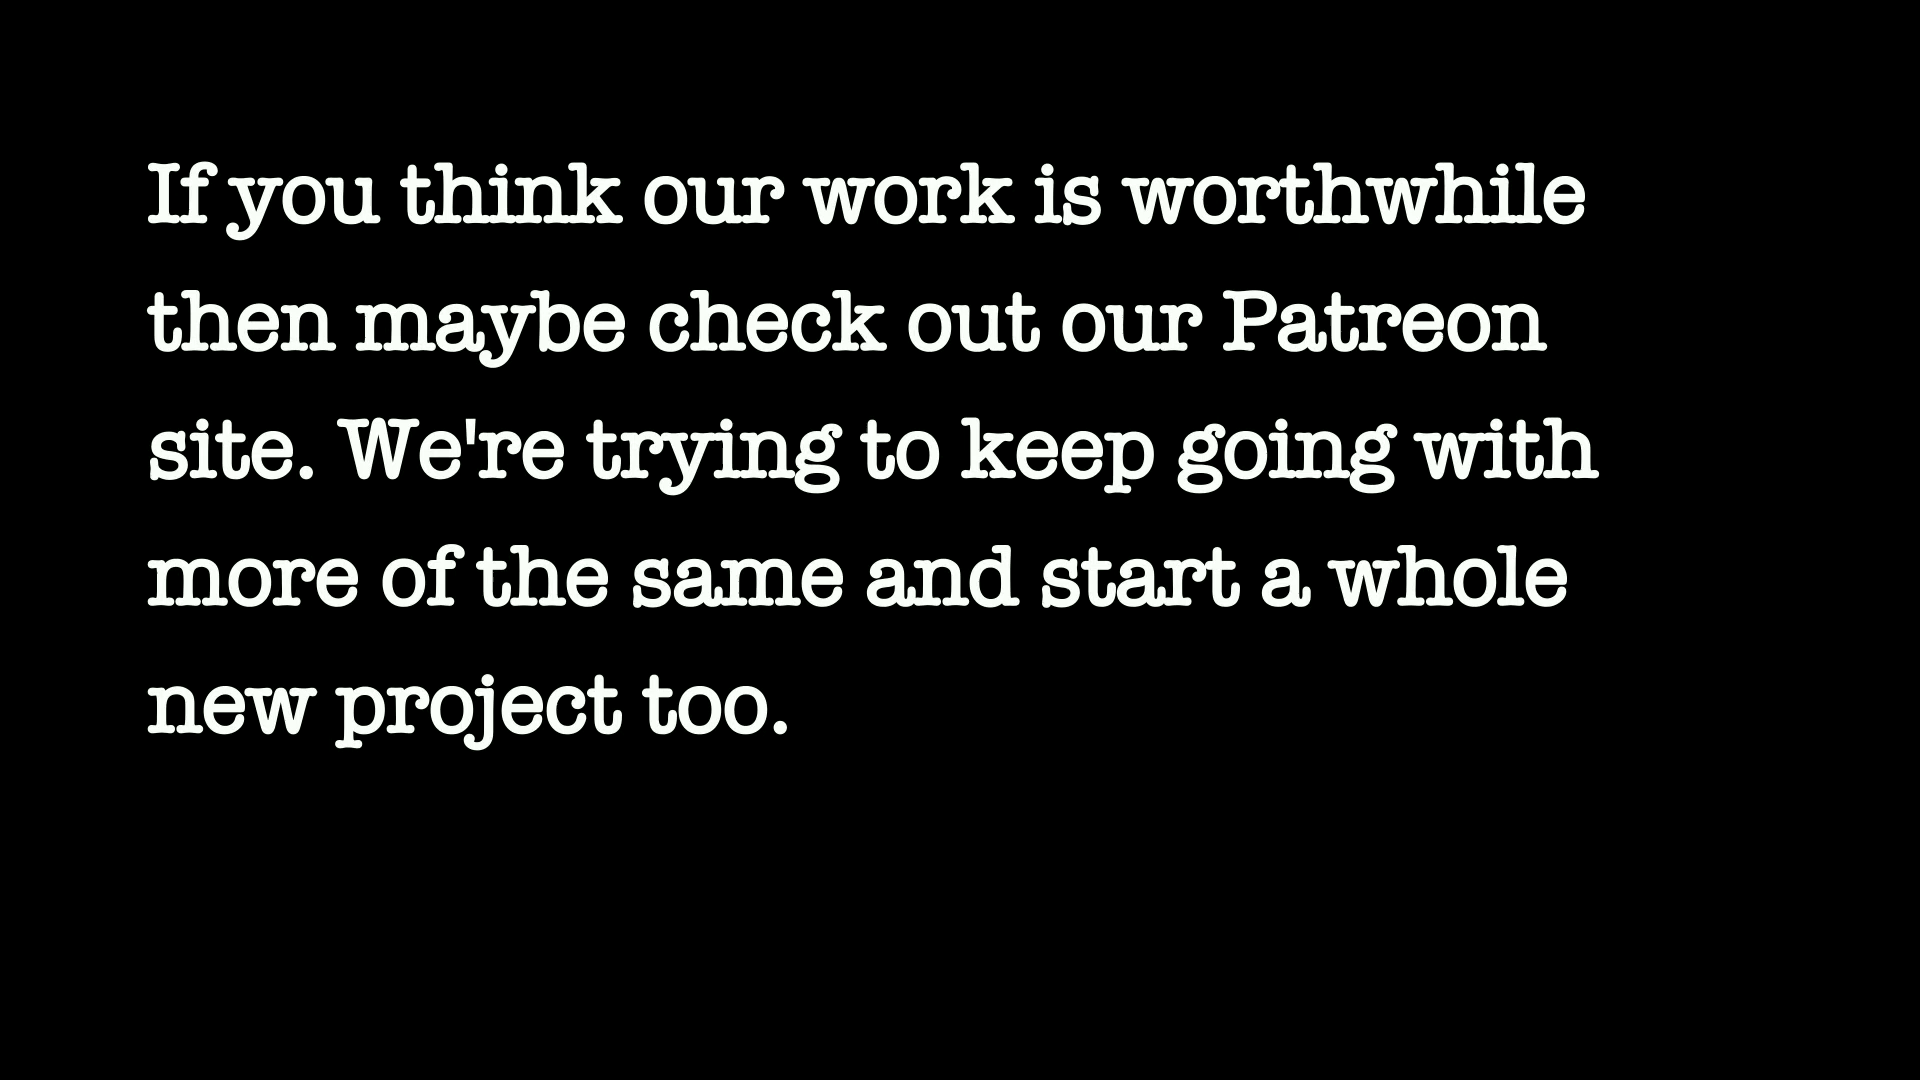 If you think our work is worthwhile
then maybe check out our Patreon
site. We're trying to keep going with
more of the same and start a whole
new project too.